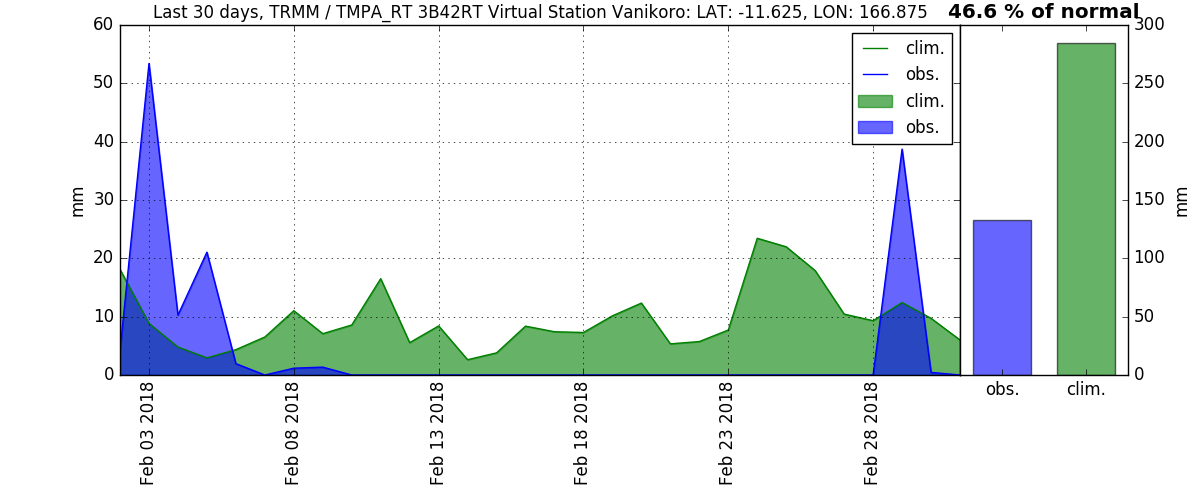 Last 30 days, TRMM / TMPA_RT 3B42RT Virtual Station Vanikoro: LAT: -11.625, LON: 166.875
46.6 % of normal
60
50
40
30
20
10
0
mm
clim.
obs.
clim.
obs.
Feb 03 2018
Feb 08 2018
Feb 13 2018
Feb 18 2018
Feb 23 2018
Feb 28 2018
300
250
200
150
100
50
0
mm
obs.
clim.